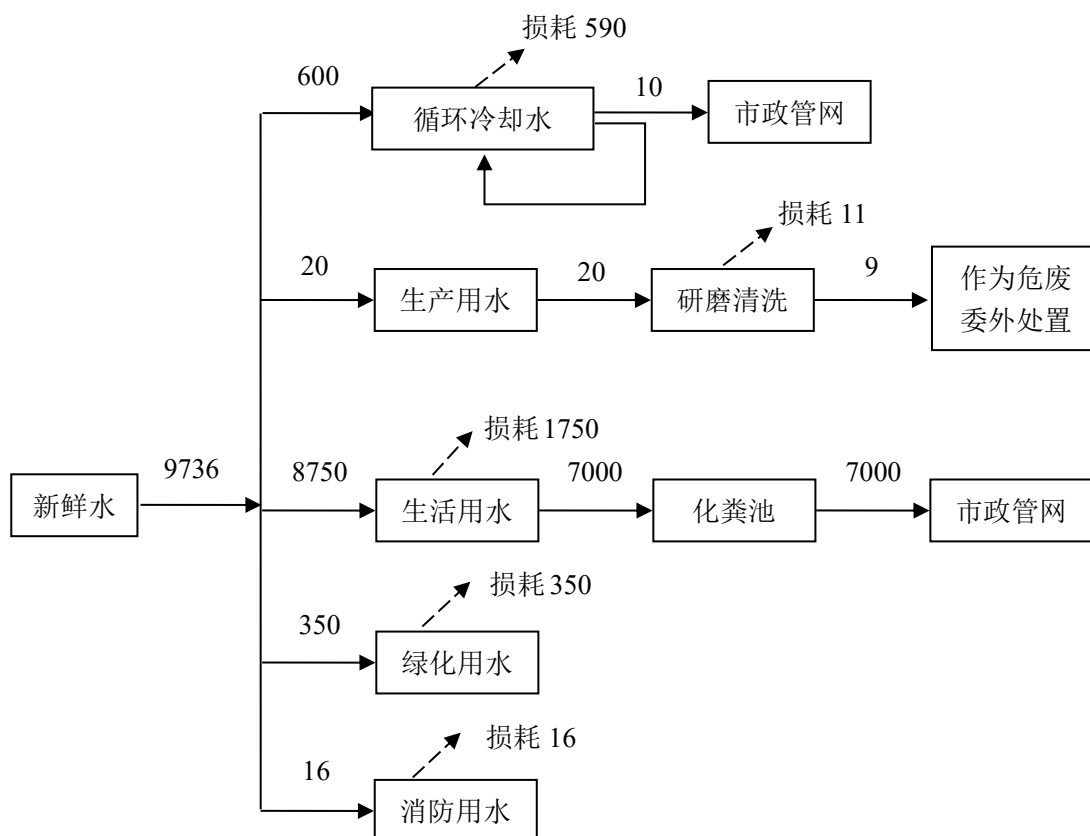 损耗 590
600
循环冷却水
10
市政管网
损耗 11
20
生产用水
20
研磨清洗
9
作为危废
委外处置
损耗 1750
新鲜水
9736
8750
生活用水
7000
化粪池
7000
市政管网
损耗 350
350
绿化用水
损耗 16
16
消防用水